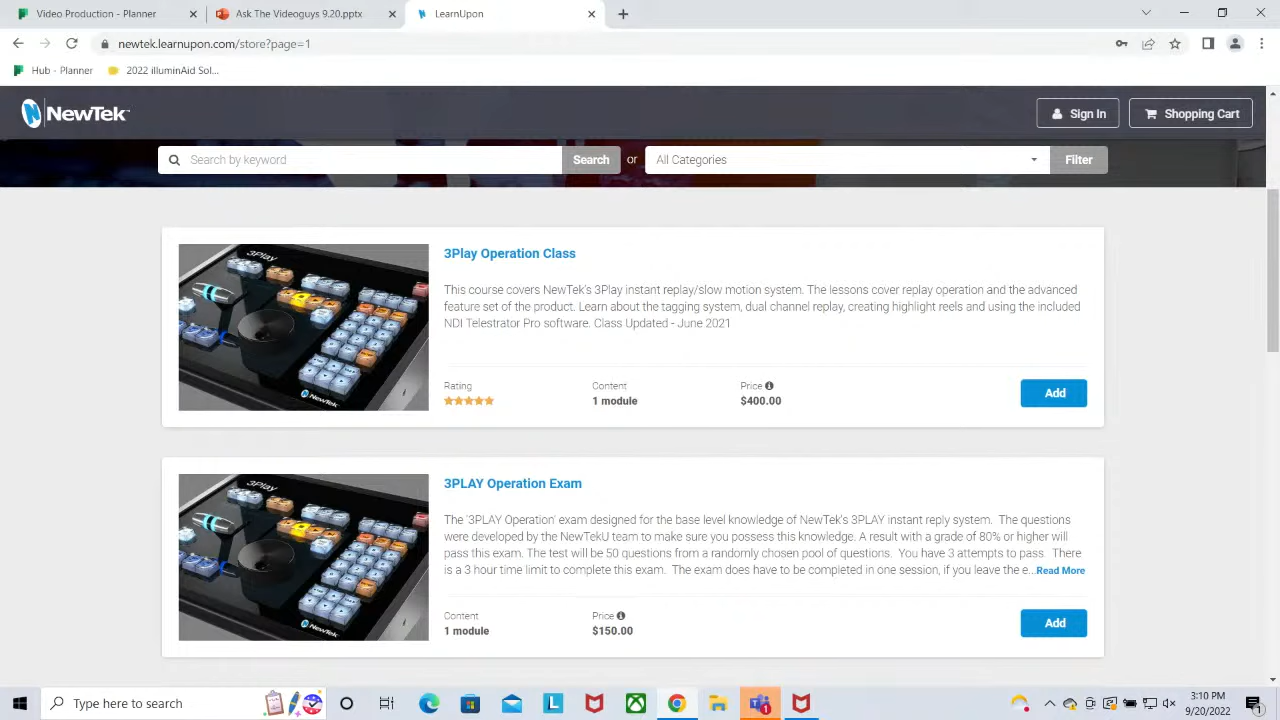 Video Production - Planner
Ask.The Videoguys 9.20.pptx
LearnUpon
newtek.learnupon.com/store?page=1
Hub - Planner
2022 illuminAid Sol...
NewTek™
Sign In
Shopping Cart
Search by keyword
Search
or
All Categories
Filter
3Play
NewTek
3Play Operation Class
This course covers NewTek's 3Play instant replay/slow motion system. The lessons cover replay operation and the advanced
feature set of the product. Learn about the tagging system, dual channel replay, creating highlight reels and using the included
NDI Telestrator Pro software. Class Updated - June 2021
Rating
Content
Price
1 module
$400.00
Add
3Play
NewTek
3PLAY Operation Exam
The '3PLAY Operation' exam designed for the base level knowledge of NewTek's 3PLAY instant reply system. The questions
were developed by the NewTekU team to make sure you possess this knowledge. A result with a grade of 80% or higher will
pass this exam. The test will be 50 questions from a randomly chosen pool of questions. You have 3 attempts to pass. There
is a 3 hour time limit to complete this exam. The exam does have to be completed in one session, if you leave the e...Read More
Content
Price
1 module
$150.00
Add
Type here to search
3:10 PM
9/20/2022